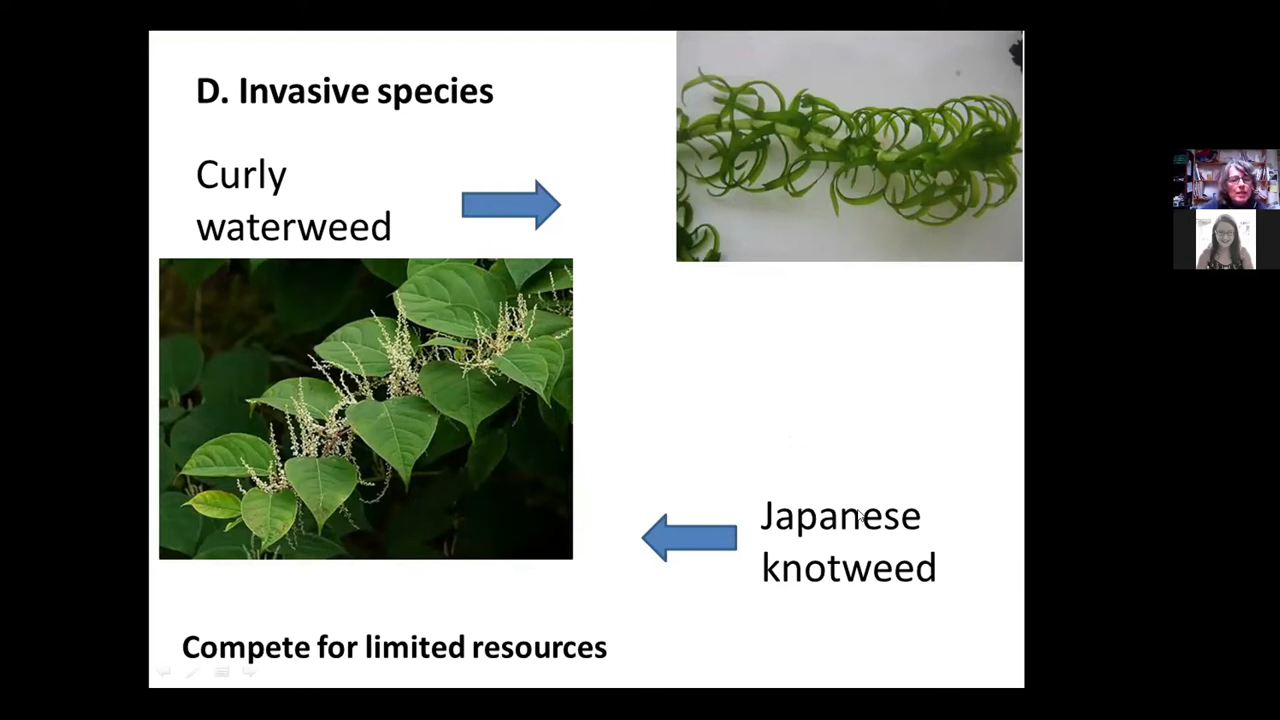 D. Invasive species
Curly
waterweed
Japanese
knotweed
Compete for limited resources